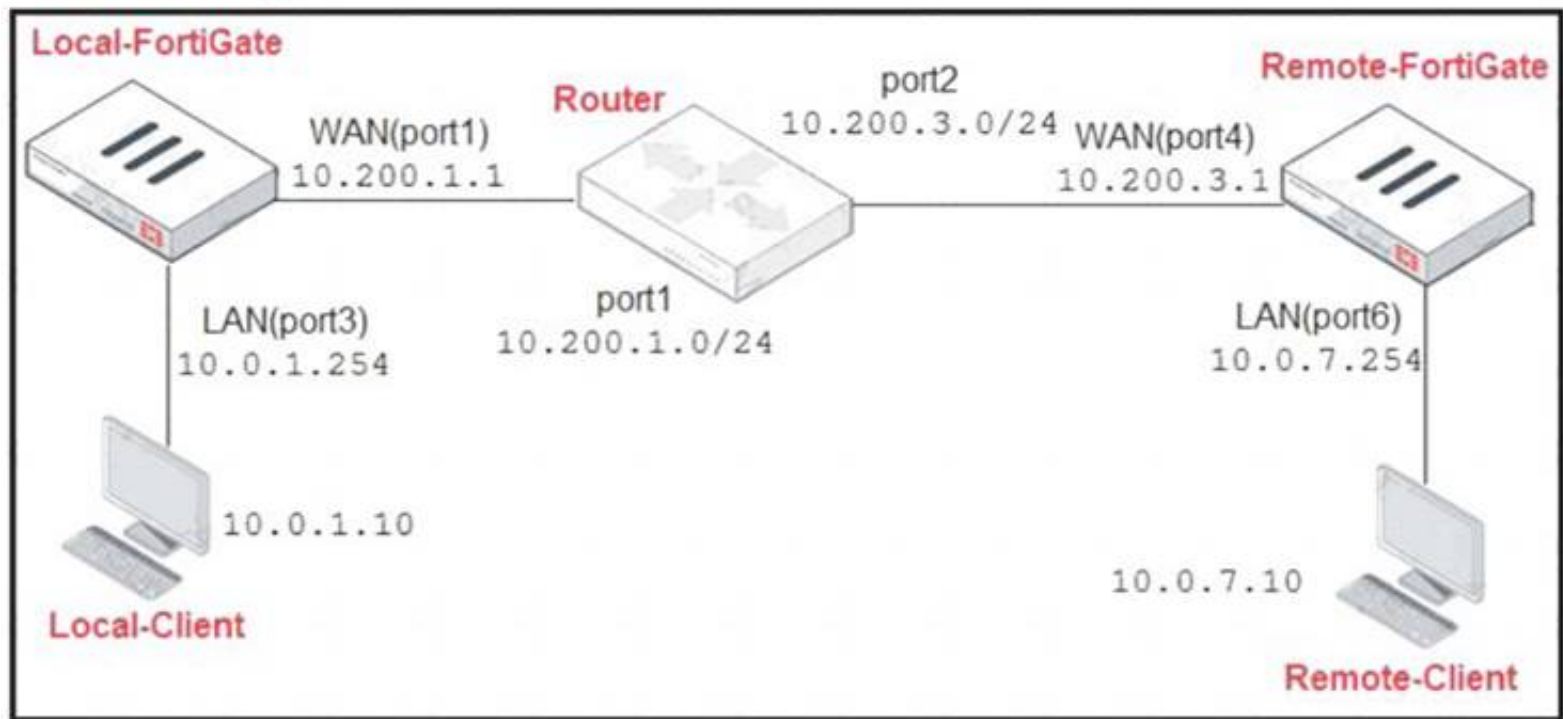 Local-FortiGate
WAN(port1)
10.200.1.1
Router
port2
10.200.3.0/24
WAN(port4)
10.200.3.1
Remote-FortiGate
LAN(port3)
10.0.1.254
port1
10.200.1.0/24
LAN(port6)
10.0.7.254
10.0.1.10
Local-Client
10.0.7.10
Remote-Client